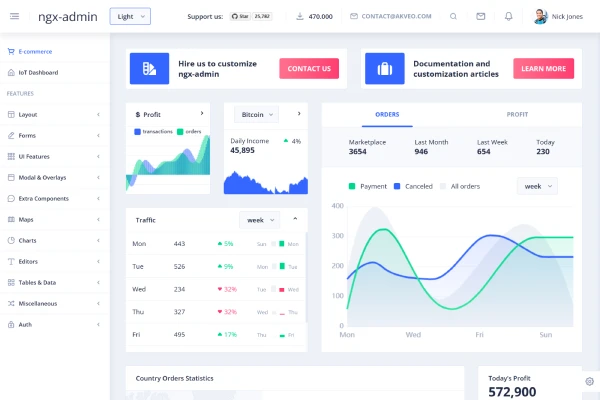 ngx-admin
Light
Support us:
Star 25,782
470.000
CONTACT@AKVEO.COM
Nick Jones
E-commerce
IoT Dashboard
FEATURES
Layout
Forms
UI Features
Modal & Overlays
Extra Components
Maps
Charts
Editors
Tables & Data
Miscellaneous
Auth
Hire us to customize
ngx-admin
CONTACT US
Documentation and
customization articles
LEARN MORE
$ Profit
transactions orders
Bitcoin
Daily Income
45,895
4%
ORDERS PROFIT
Marketplace Last Month Last Week Today
3654 946 654 230
Payment Canceled All orders
week
400
300
200
100
0
Mon Wed Fri Sun
Traffic
week
Mon 443 5% Sun Mon
Tue 526 9% Mon Tue
Wed 234 32% Tue Wed
Thu 327 32% Wed Thu
Fri 495 17% Thu Fri
Country Orders Statistics
Today's Profit
572,900